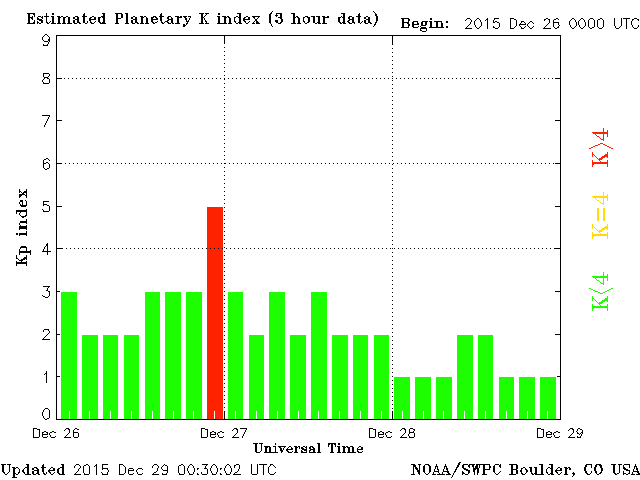 Estimated Planetary K index (3 hour data) Begin: 2015 Dec 26 0000 UTC
9
8
7
6
5
4
3
2
1
0
Kp index
K>4
K=4
K<4
Dec 26 Dec 27 Dec 28 Dec 29
Universal Time
Updated 2015 Dec 29 00:30:02 UTC NOAA/SWPC Boulder, CO USA